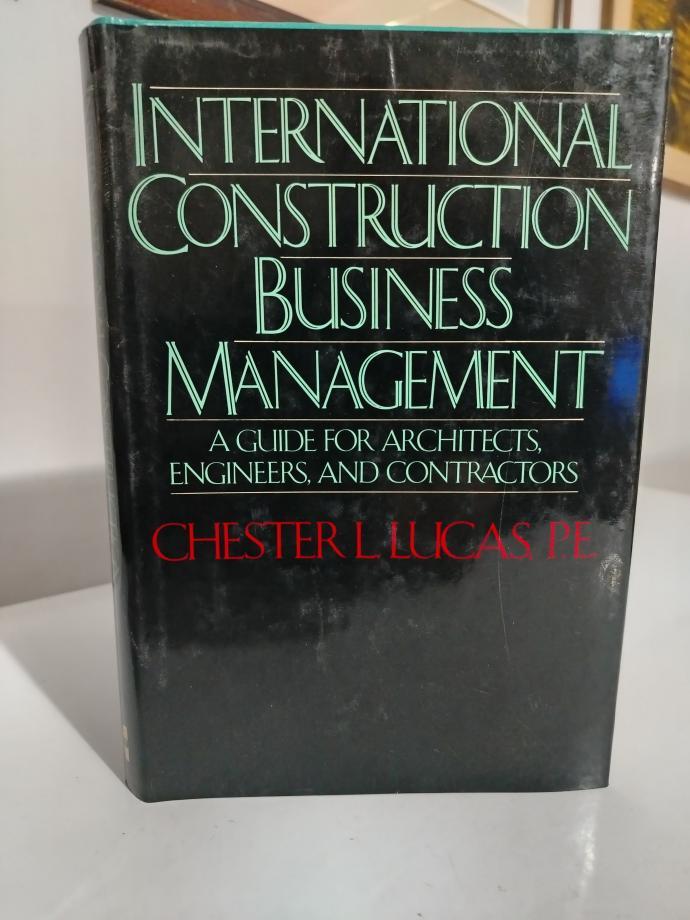 INTERNATIONAL
CONSTRUCTION
BUSINESS
MANAGEMENT
A GUIDE FOR ARCHITECTS,
ENGINEERS, AND CONTRACTORS
CHESTER L. LUCAS, P.E.